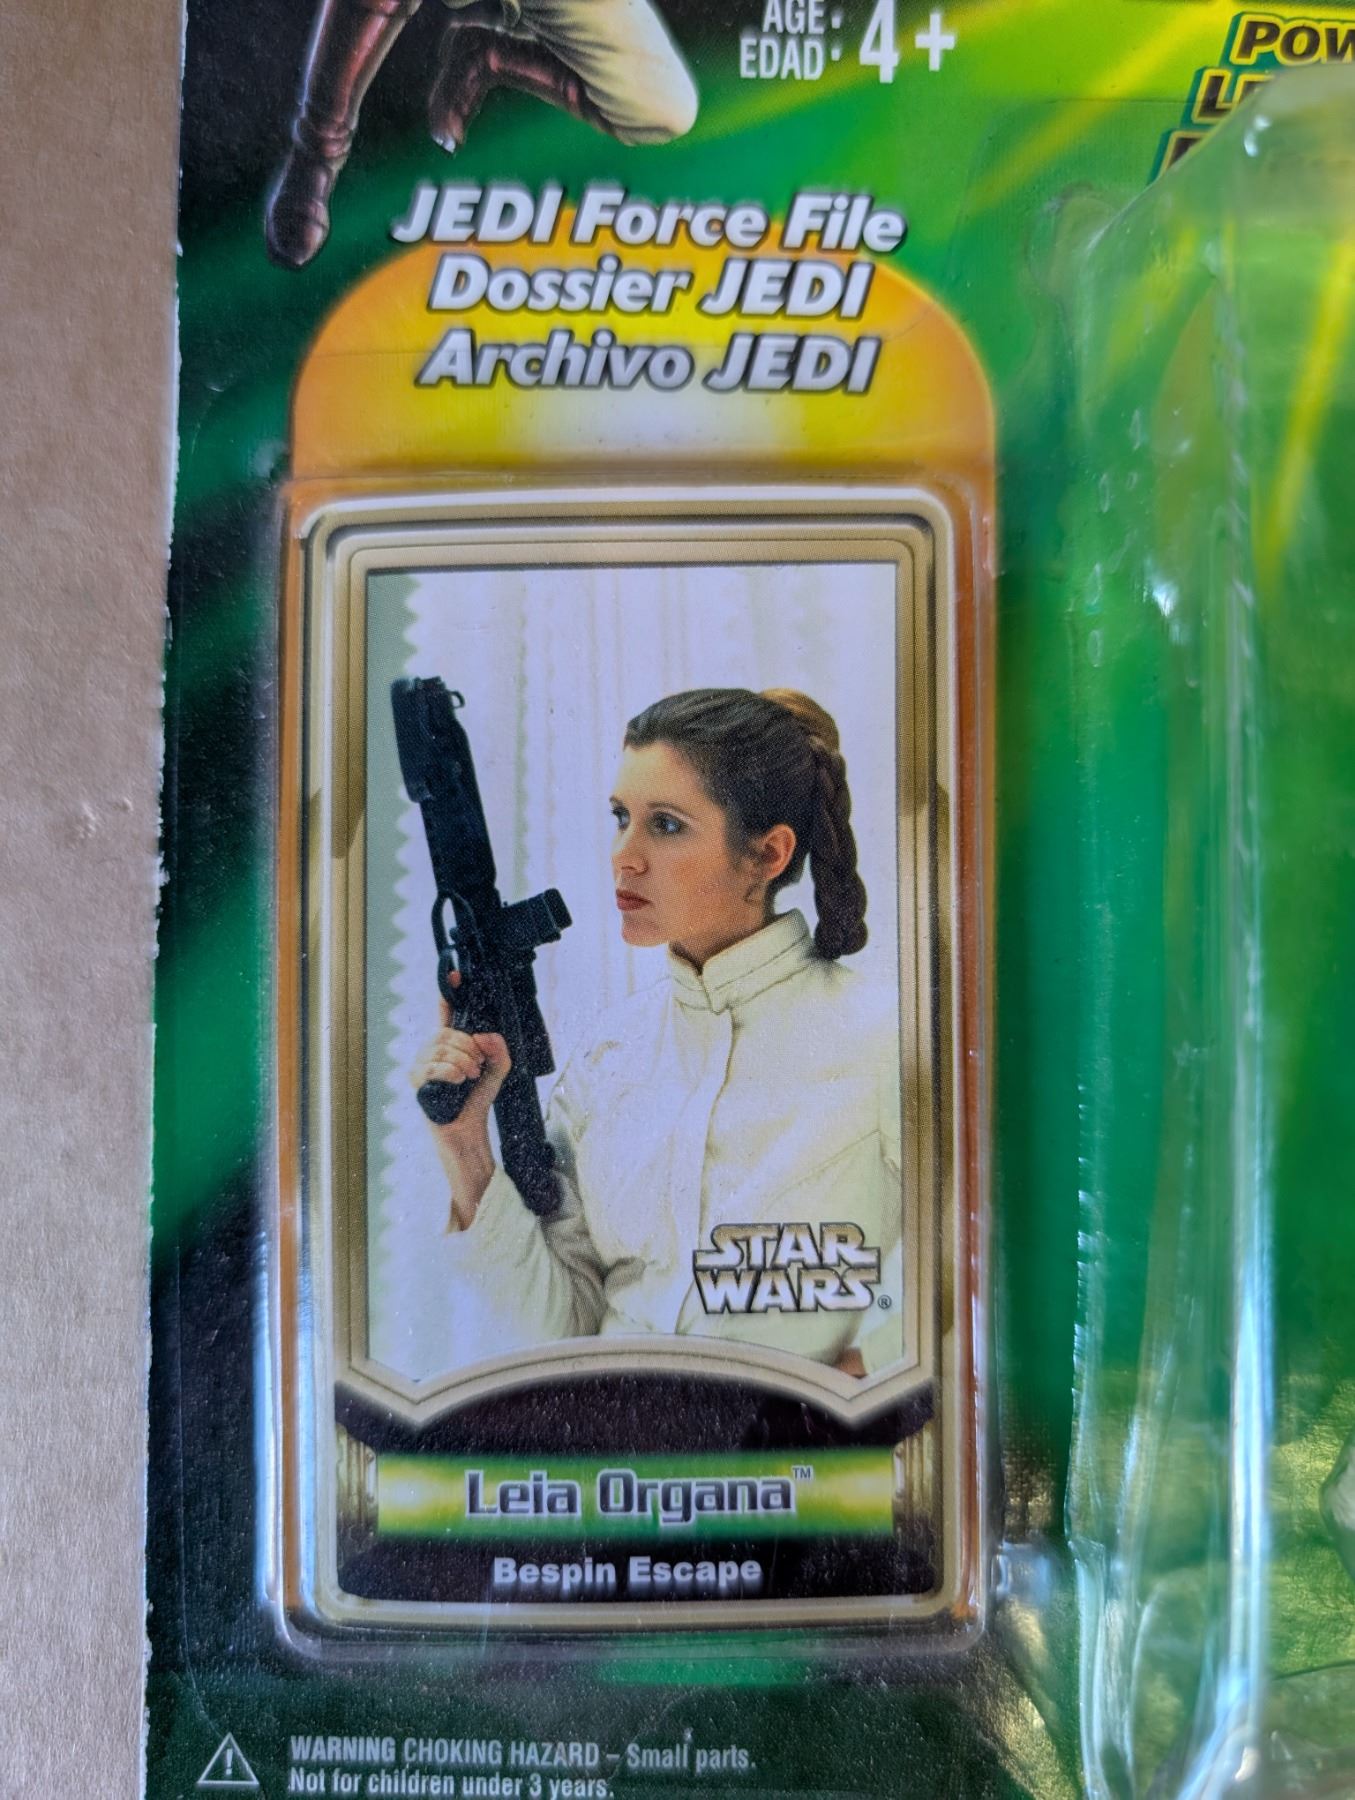 AGE:
EDAD: 4+
JEDI Force File
Dossier JEDI
Archivo JEDI
STAR
WARS®
Leia Organa™
Bespin Escape
WARNING CHOKING HAZARD – Small parts.
Not for children under 3 years.